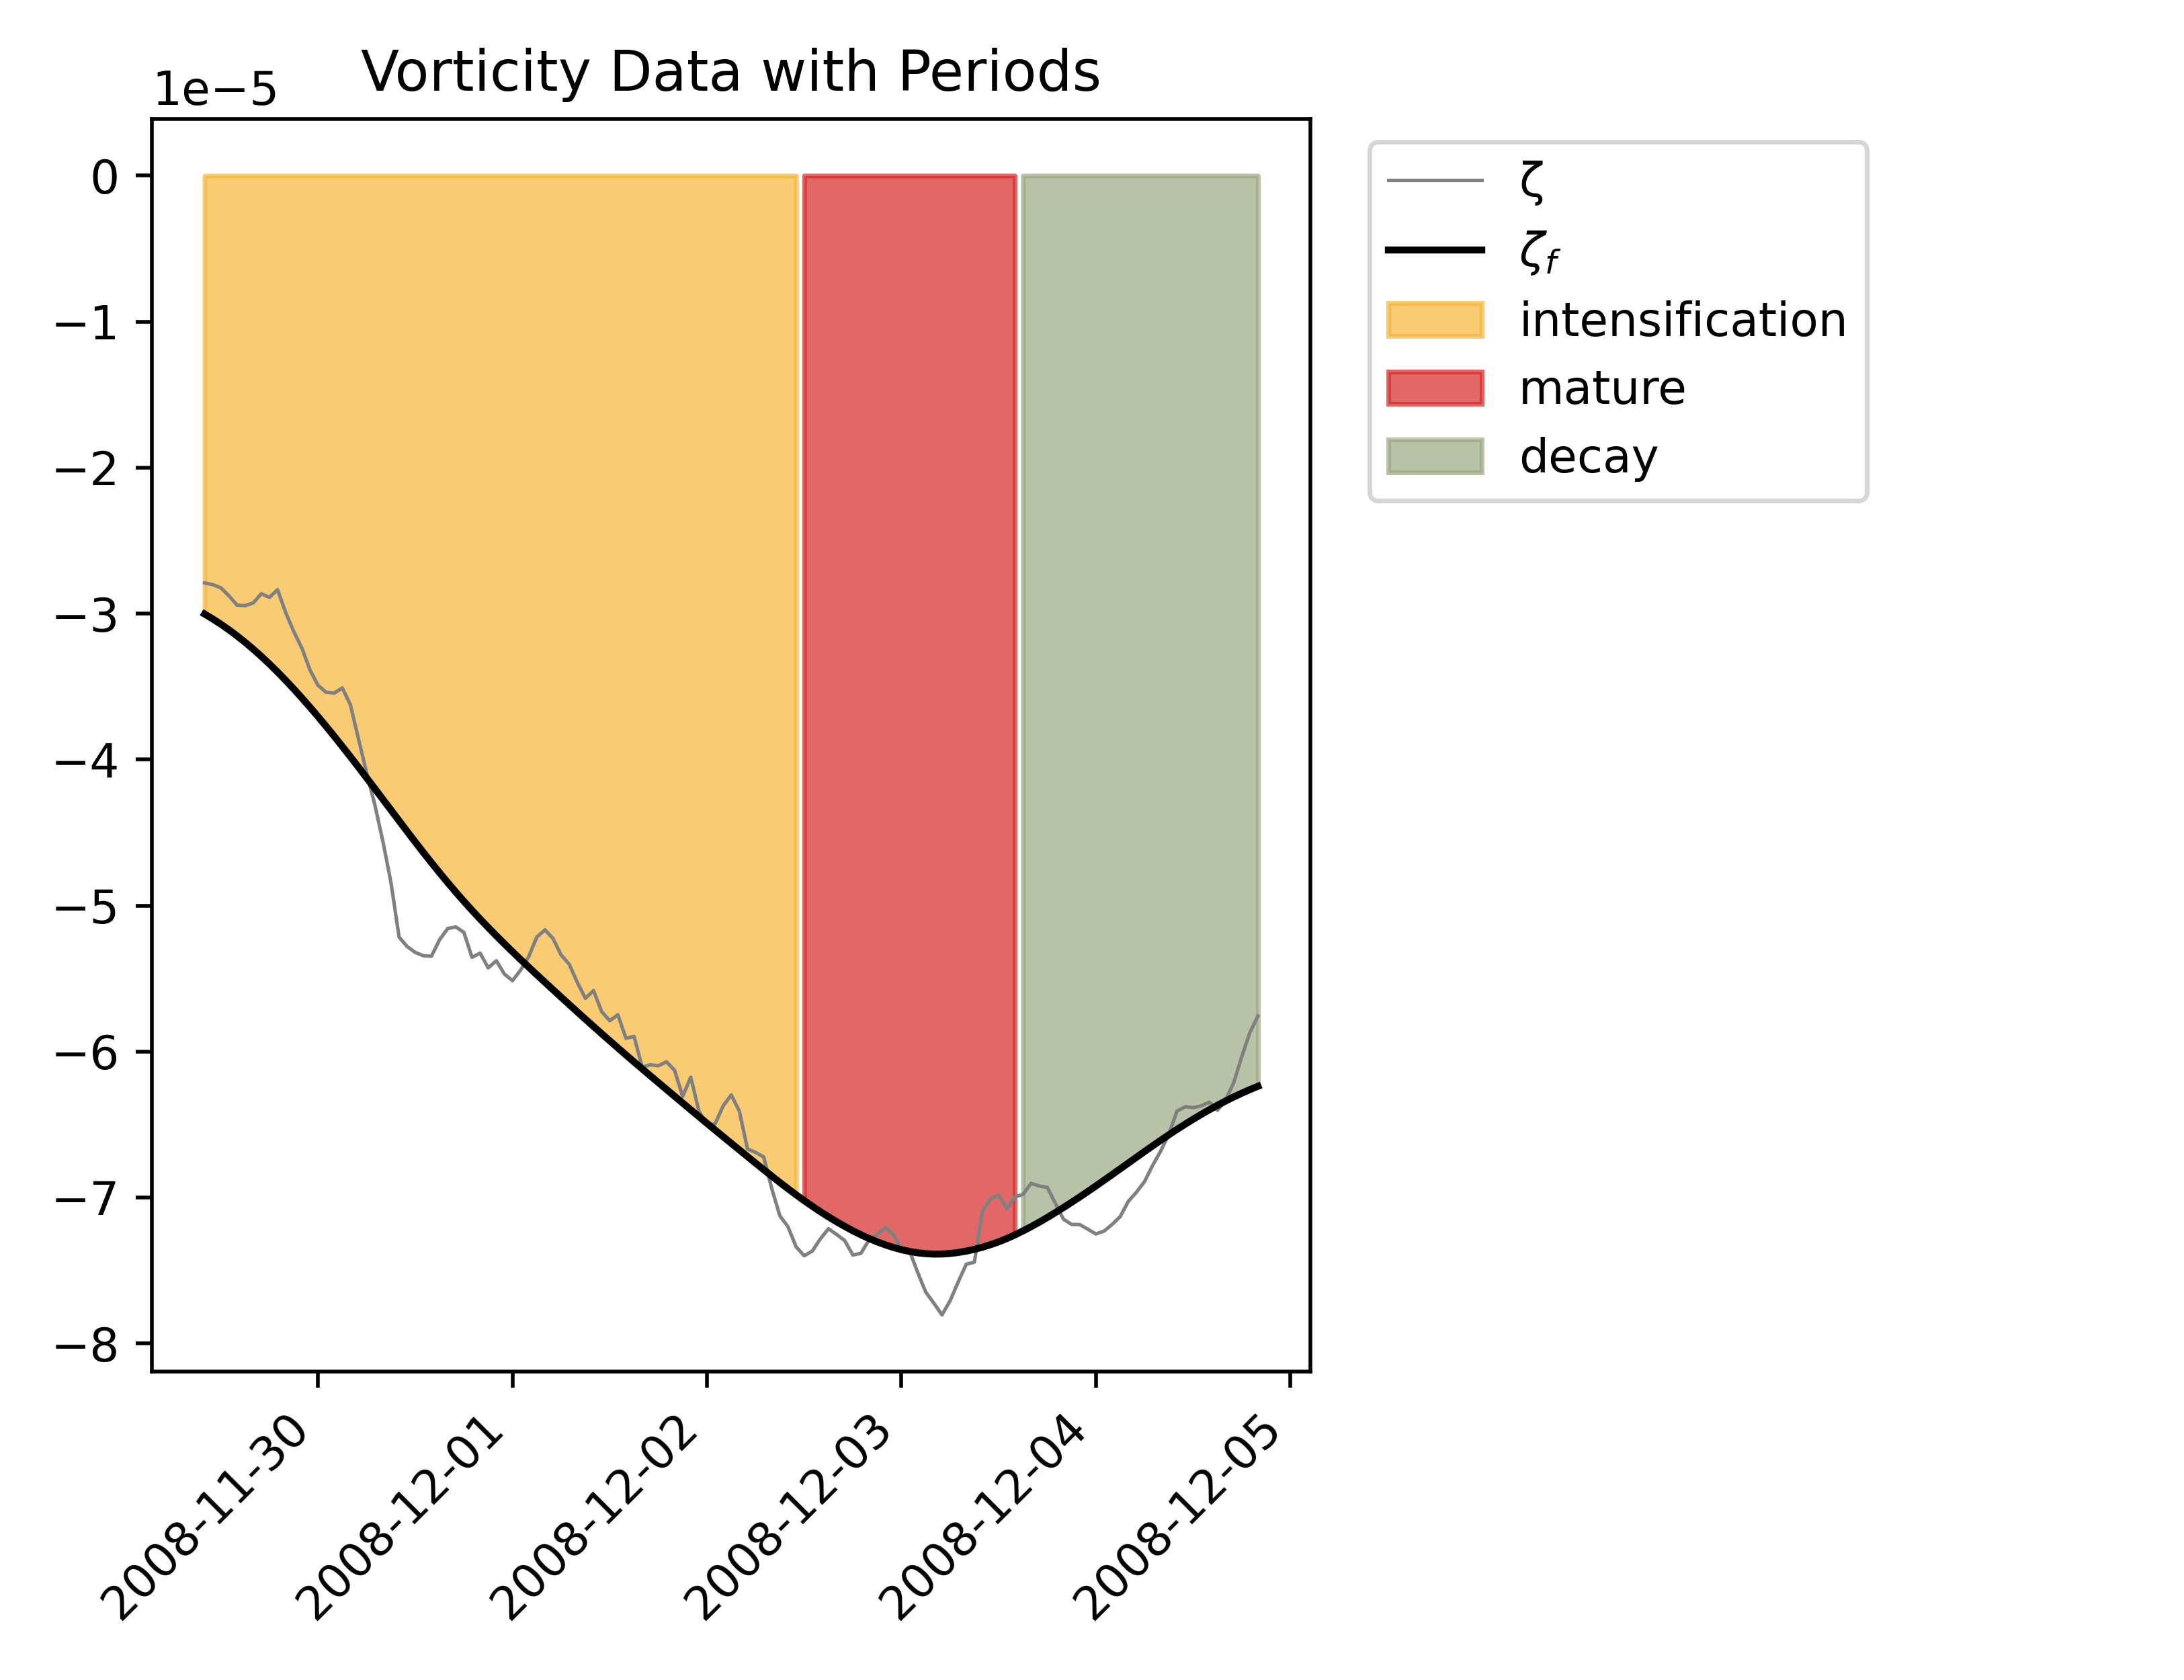 Vorticity Data with Periods
1e−5
0
−1
−2
−3
−4
−5
−6
−7
−8
2008-11-30
2008-12-01
2008-12-02
2008-12-03
2008-12-04
2008-12-05
ζ
ζf
intensification
mature
decay